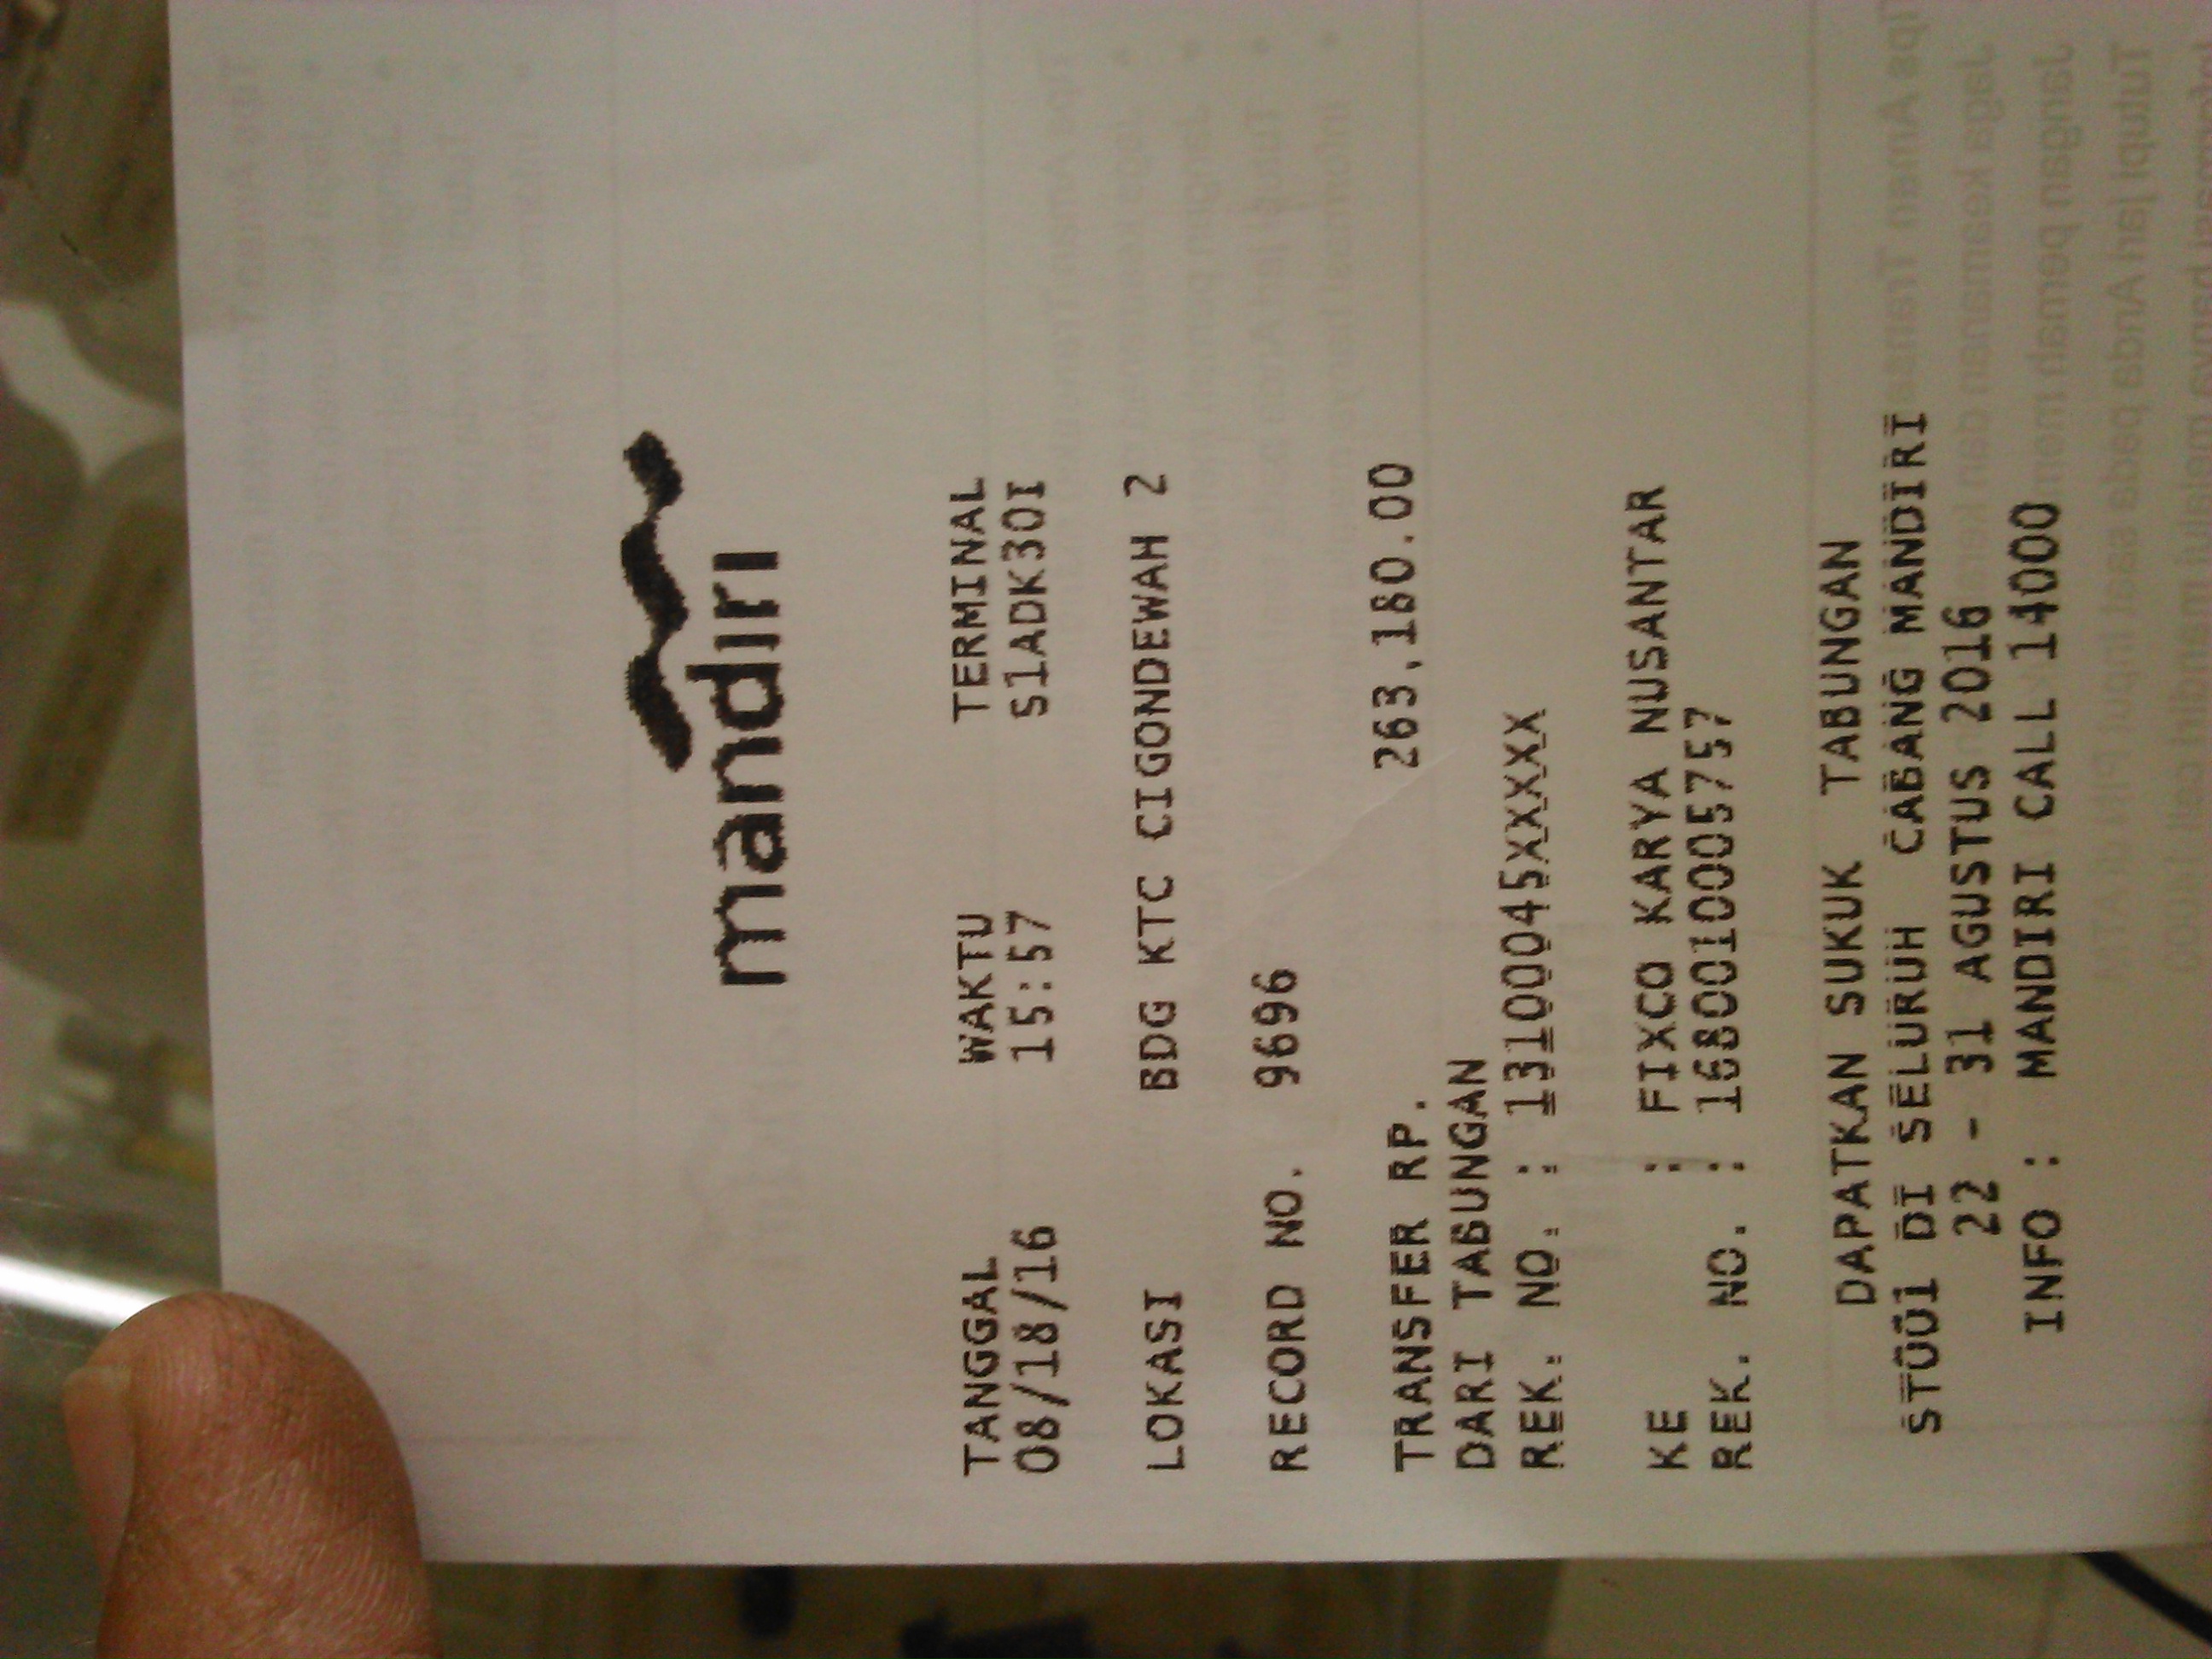 mandiri
TANGGAL WAKTU TERMINAL
08/18/16 15:57 S1ADK30I
LOKASI BDG KTC CIGONDEWAH 2
RECORD NO. 9696
TRANSFER RP. 263,180.00
DARI TABUNGAN
REK. NO. : 13100045XXXXX
KE : FIXCO KARYA NUSANTAR
REK. NO. : 1680010005757
DAPATKAN SUKUK TABUNGAN
ST001 DI SELURUH CABANG MANDIRI
22 - 31 AGUSTUS 2016
INFO : MANDIRI CALL 14000